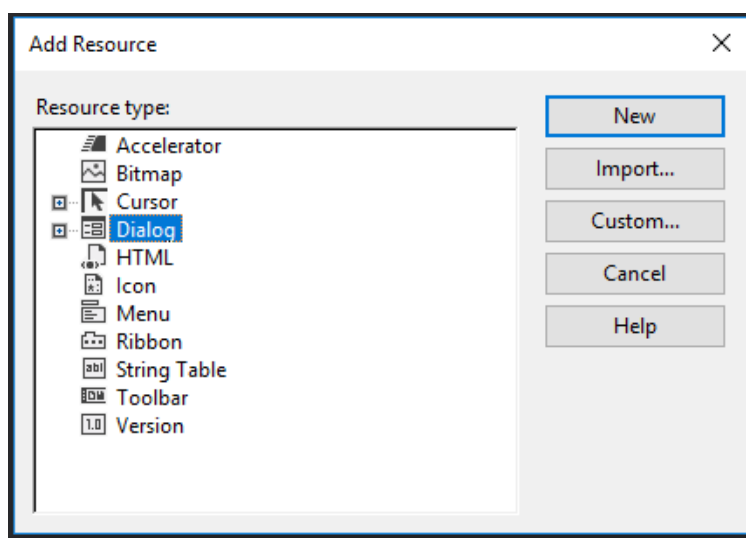 Add Resource
Resource type:
Accelerator
Bitmap
Cursor
Dialog
HTML
Icon
Menu
Ribbon
String Table
Toolbar
Version
New
Import...
Custom...
Cancel
Help